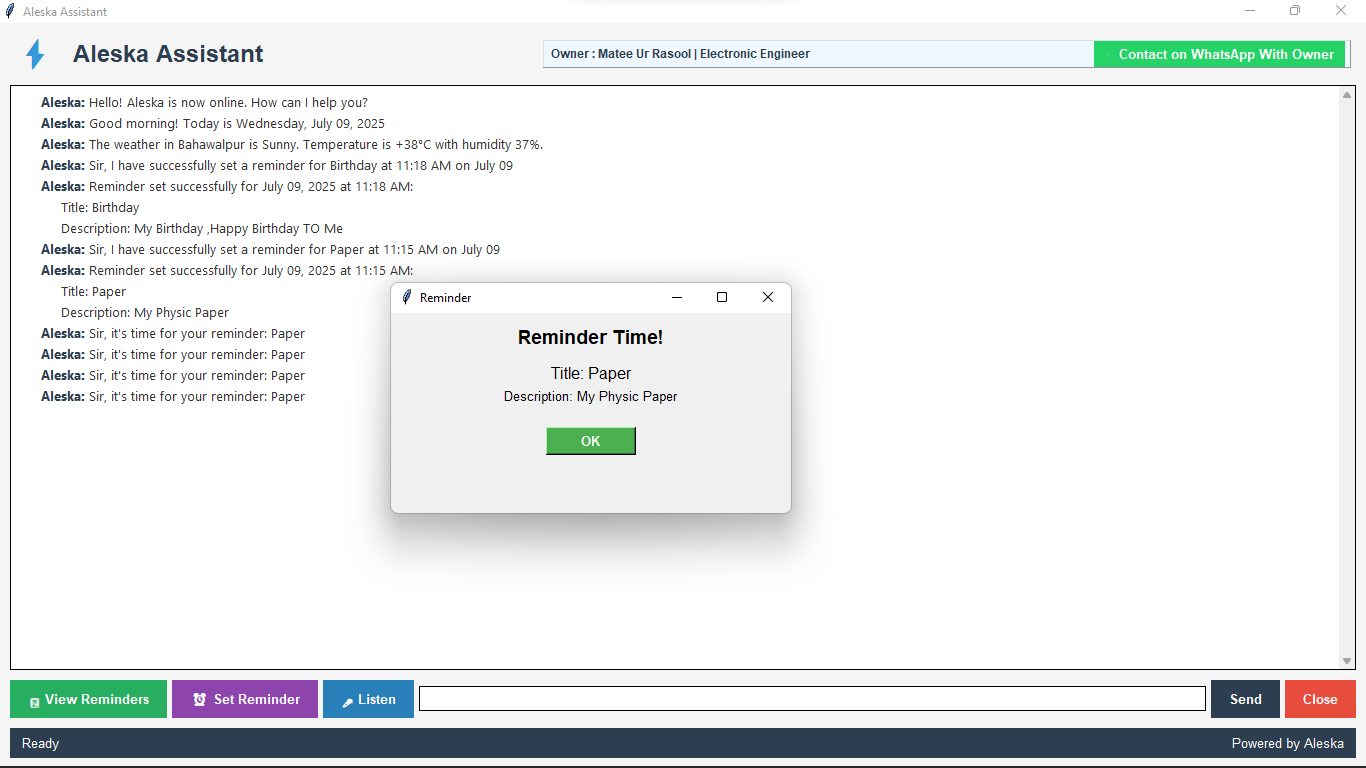 Aleska Assistant
Aleska Assistant
Owner : Matee Ur Rasool | Electronic Engineer
Contact on WhatsApp With Owner
Aleska: Hello! Aleska is now online. How can I help you?
Aleska: Good morning! Today is Wednesday, July 09, 2025
Aleska: The weather in Bahawalpur is Sunny. Temperature is +38°C with humidity 37%.
Aleska: Sir, I have successfully set a reminder for Birthday at 11:18 AM on July 09
Aleska: Reminder set successfully for July 09, 2025 at 11:18 AM:
Title: Birthday
Description: My Birthday ,Happy Birthday TO Me
Aleska: Sir, I have successfully set a reminder for Paper at 11:15 AM on July 09
Aleska: Reminder set successfully for July 09, 2025 at 11:15 AM:
Title: Paper
Description: My Physic Paper
Aleska: Sir, it's time for your reminder: Paper
Aleska: Sir, it's time for your reminder: Paper
Aleska: Sir, it's time for your reminder: Paper
Aleska: Sir, it's time for your reminder: Paper
Reminder
Reminder Time!
Title: Paper
Description: My Physic Paper
OK
View Reminders
Set Reminder
Listen
Send
Close
Ready
Powered by Aleska